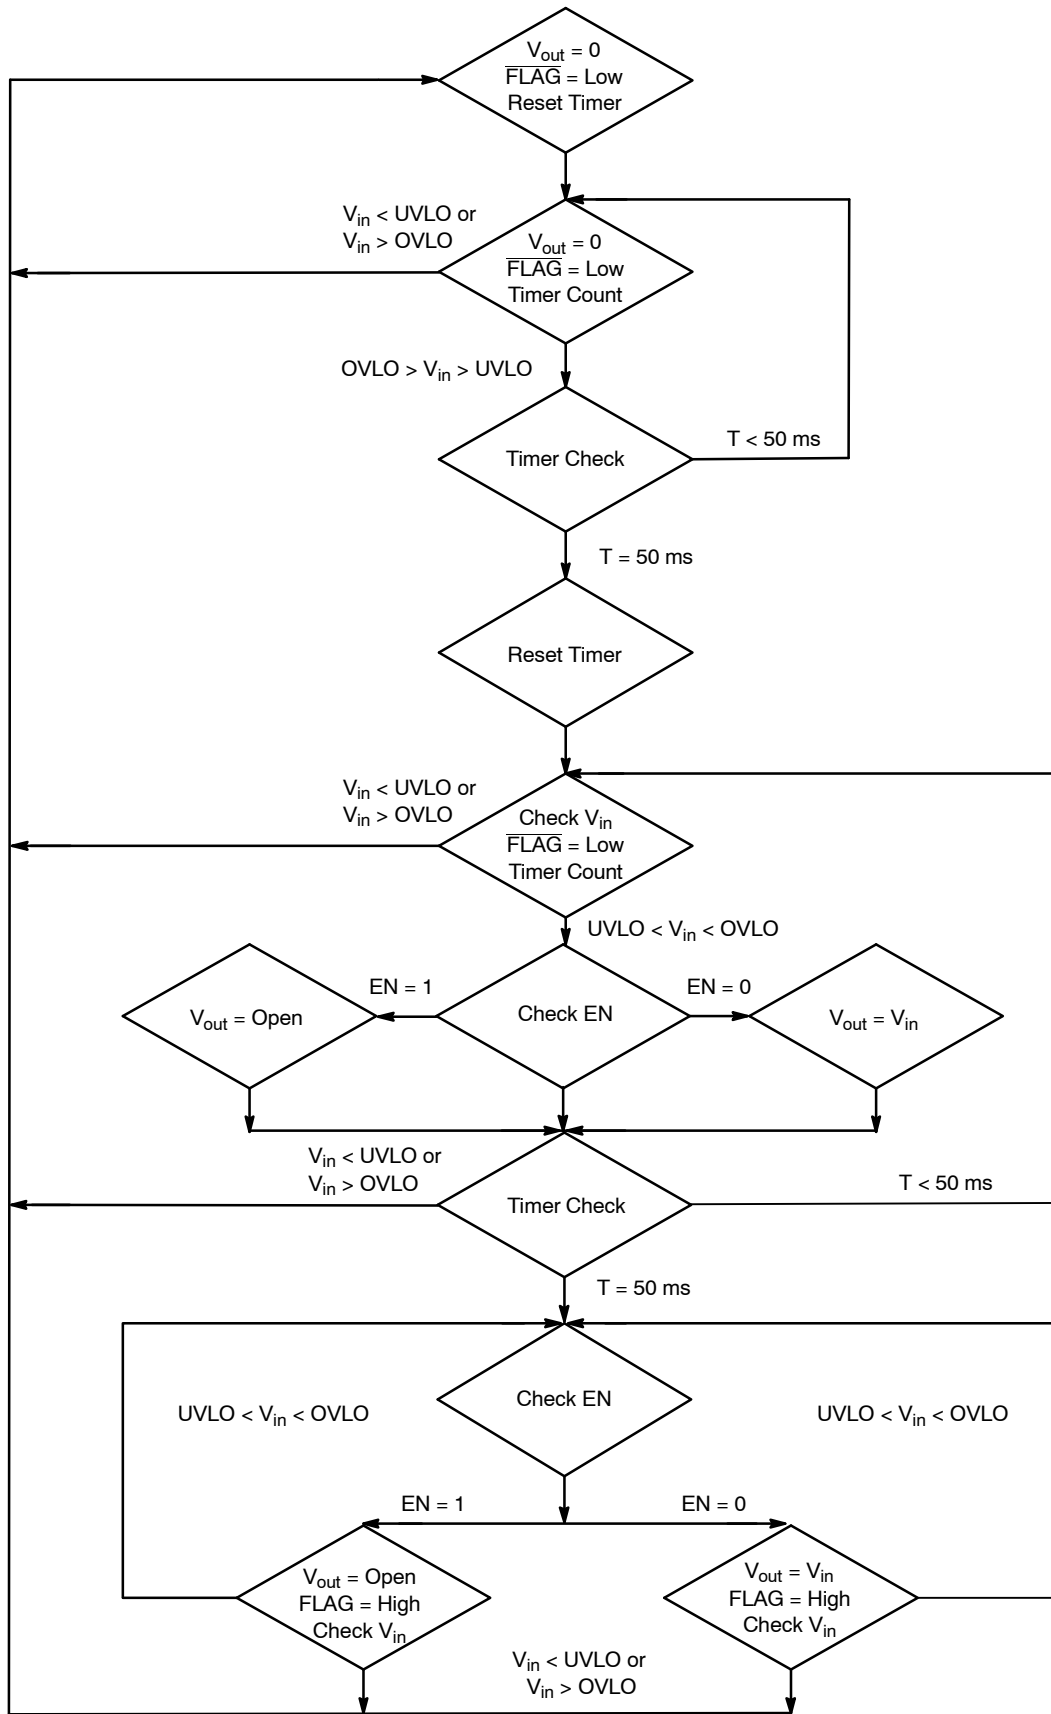 Vout = 0
FLAG = Low
Reset Timer
Vin < UVLO or
Vin > OVLO
Vout = 0
FLAG = Low
Timer Count
OVLO > Vin > UVLO
Timer Check
T < 50 ms
T = 50 ms
Reset Timer
Vin < UVLO or
Vin > OVLO
Check Vin
FLAG = Low
Timer Count
UVLO < Vin < OVLO
Vout = Open
EN = 1
Check EN
EN = 0
Vout = Vin
Vin < UVLO or
Vin > OVLO
Timer Check
T < 50 ms
T = 50 ms
Check EN
UVLO < Vin < OVLO
UVLO < Vin < OVLO
EN = 1
EN = 0
Vout = Open
FLAG = High
Check Vin
Vout = Vin
FLAG = High
Check Vin
Vin < UVLO or
Vin > OVLO